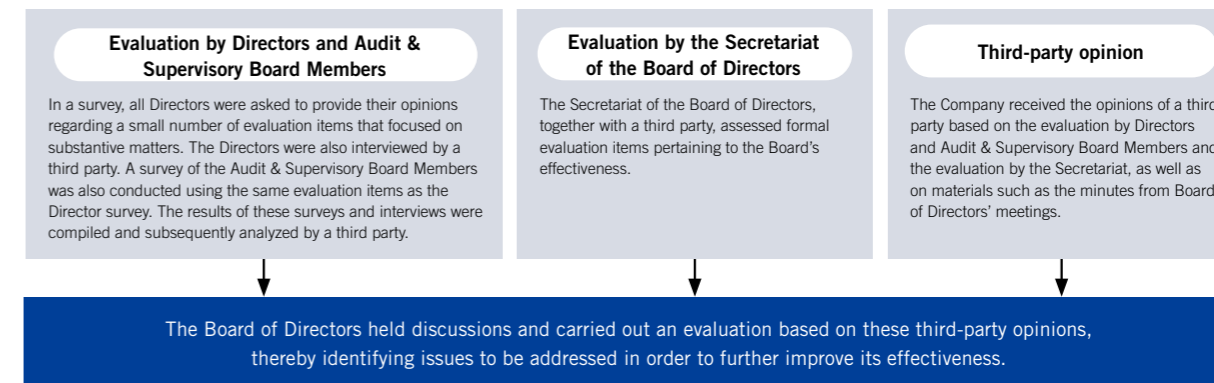 Evaluation by Directors and Audit &
Supervisory Board Members
In a survey, all Directors were asked to provide their opinions
regarding a small number of evaluation items that focused on
substantive matters. The Directors were also interviewed by a
third party. A survey of the Audit & Supervisory Board Members
was also conducted using the same evaluation items as the
Director survey. The results of these surveys and interviews were
compiled and subsequently analyzed by a third party.
Evaluation by the Secretariat
of the Board of Directors
The Secretariat of the Board of Directors,
together with a third party, assessed formal
evaluation items pertaining to the Board’s
effectiveness.
Third-party opinion
The Company received the opinions of a third
party based on the evaluation by Directors
and Audit & Supervisory Board Members and
the evaluation by the Secretariat, as well as
on materials such as the minutes from Board
of Directors’ meetings.
The Board of Directors held discussions and carried out an evaluation based on these third-party opinions,
thereby identifying issues to be addressed in order to further improve its effectiveness.